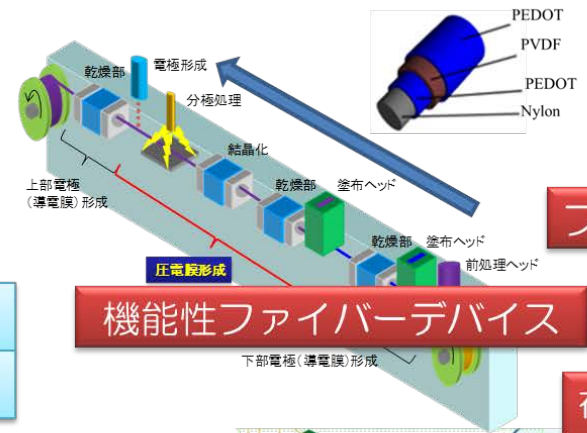 PEDOT
PVDF
PEDOT
Nylon
乾燥部
電極形成
分極処理
結晶化
乾燥部
塗布ヘッド
乾燥部
塗布ヘッド
前処理ヘッド
上部電極
(導電膜)形成
圧電膜形成
機能性ファイバーデバイス
下部電極(導電膜)形成